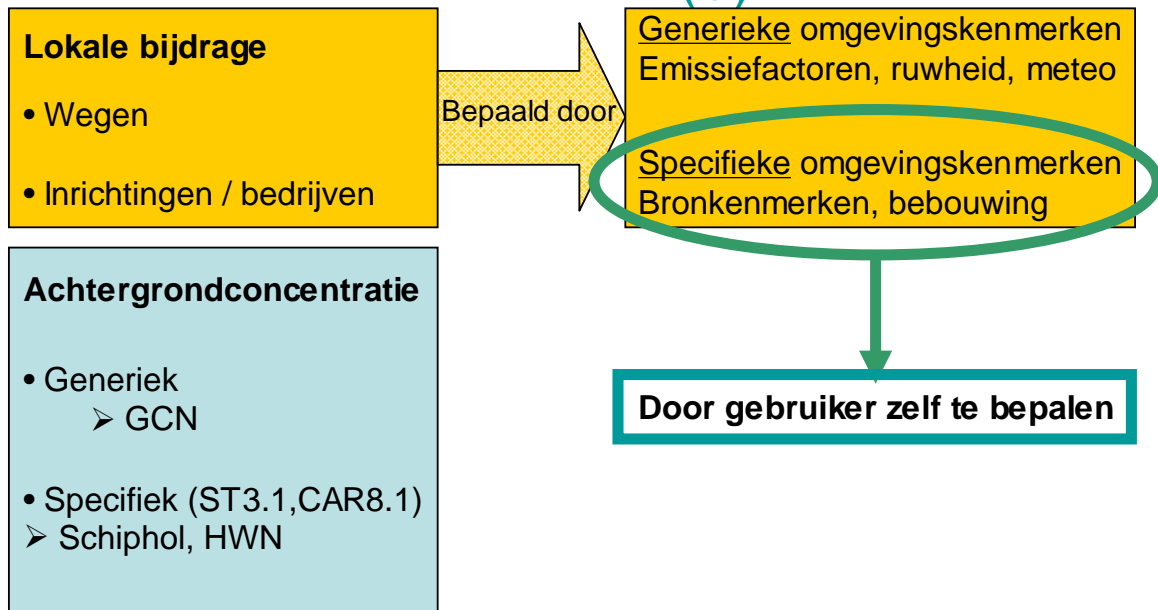 Lokale bijdrage
• Wegen
• Inrichtingen / bedrijven
Bepaald door
Generieke omgevingskenmerken
Emissiefactoren, ruwheid, meteo
Specifieke omgevingskenmerken
Bronkenmerken, bebouwing
Achtergrondconcentratie
• Generiek
➢ GCN
• Specifiek (ST3.1,CAR8.1)
➢ Schiphol, HWN
Door gebruiker zelf te bepalen